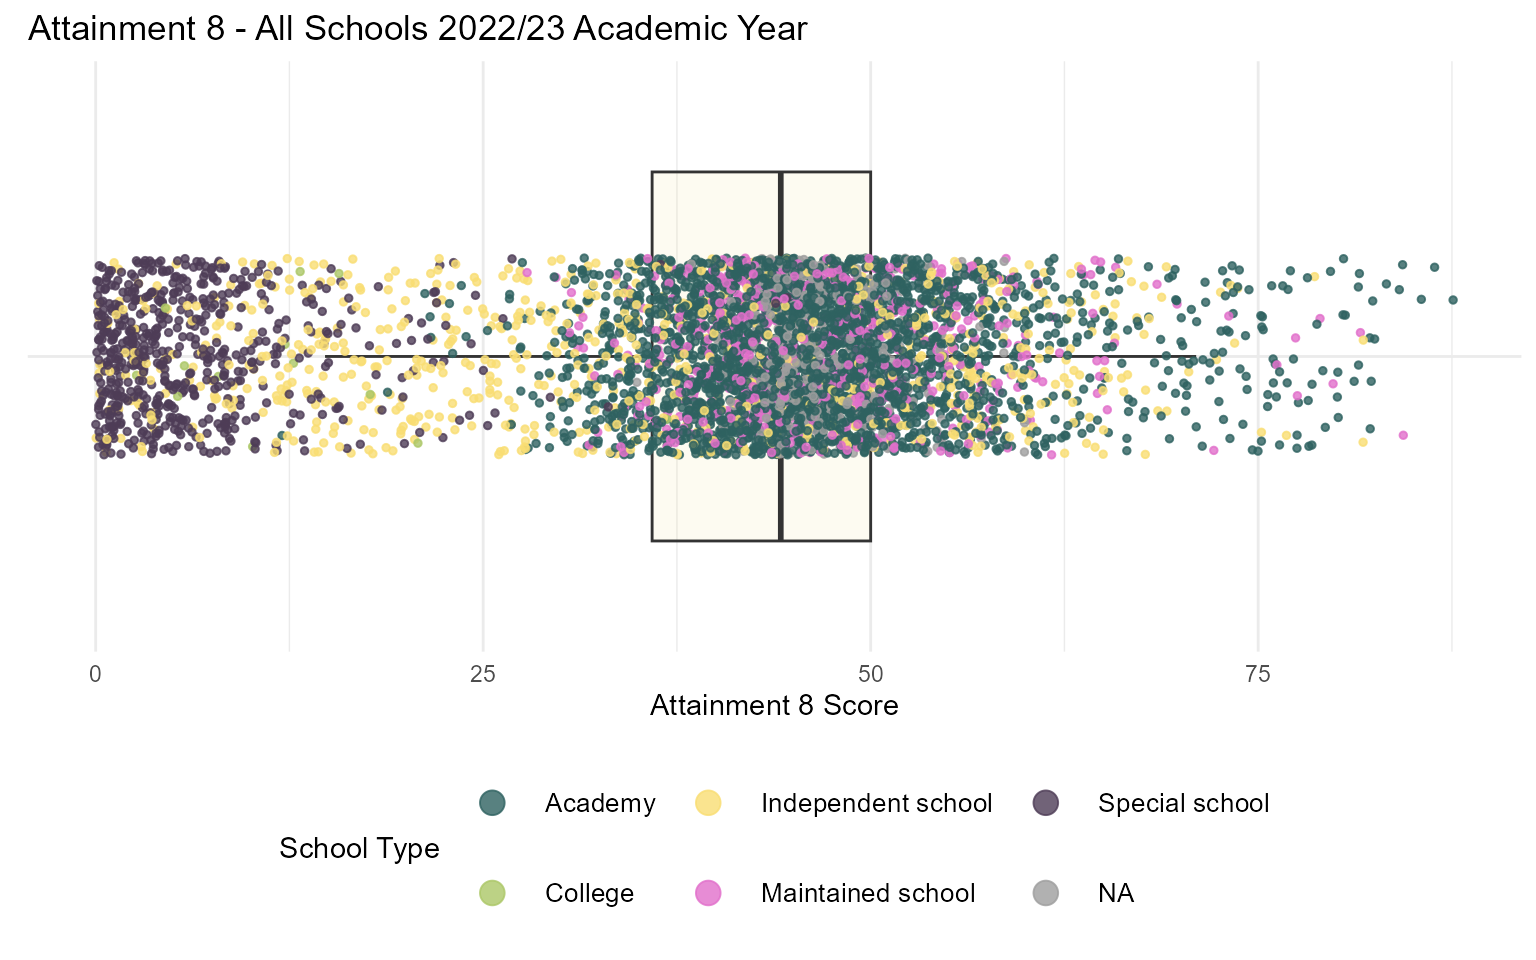 Attainment 8 - All Schools 2022/23 Academic Year
0 25 50 75
Attainment 8 Score
School Type
Academy Independent school Special school
College Maintained school NA